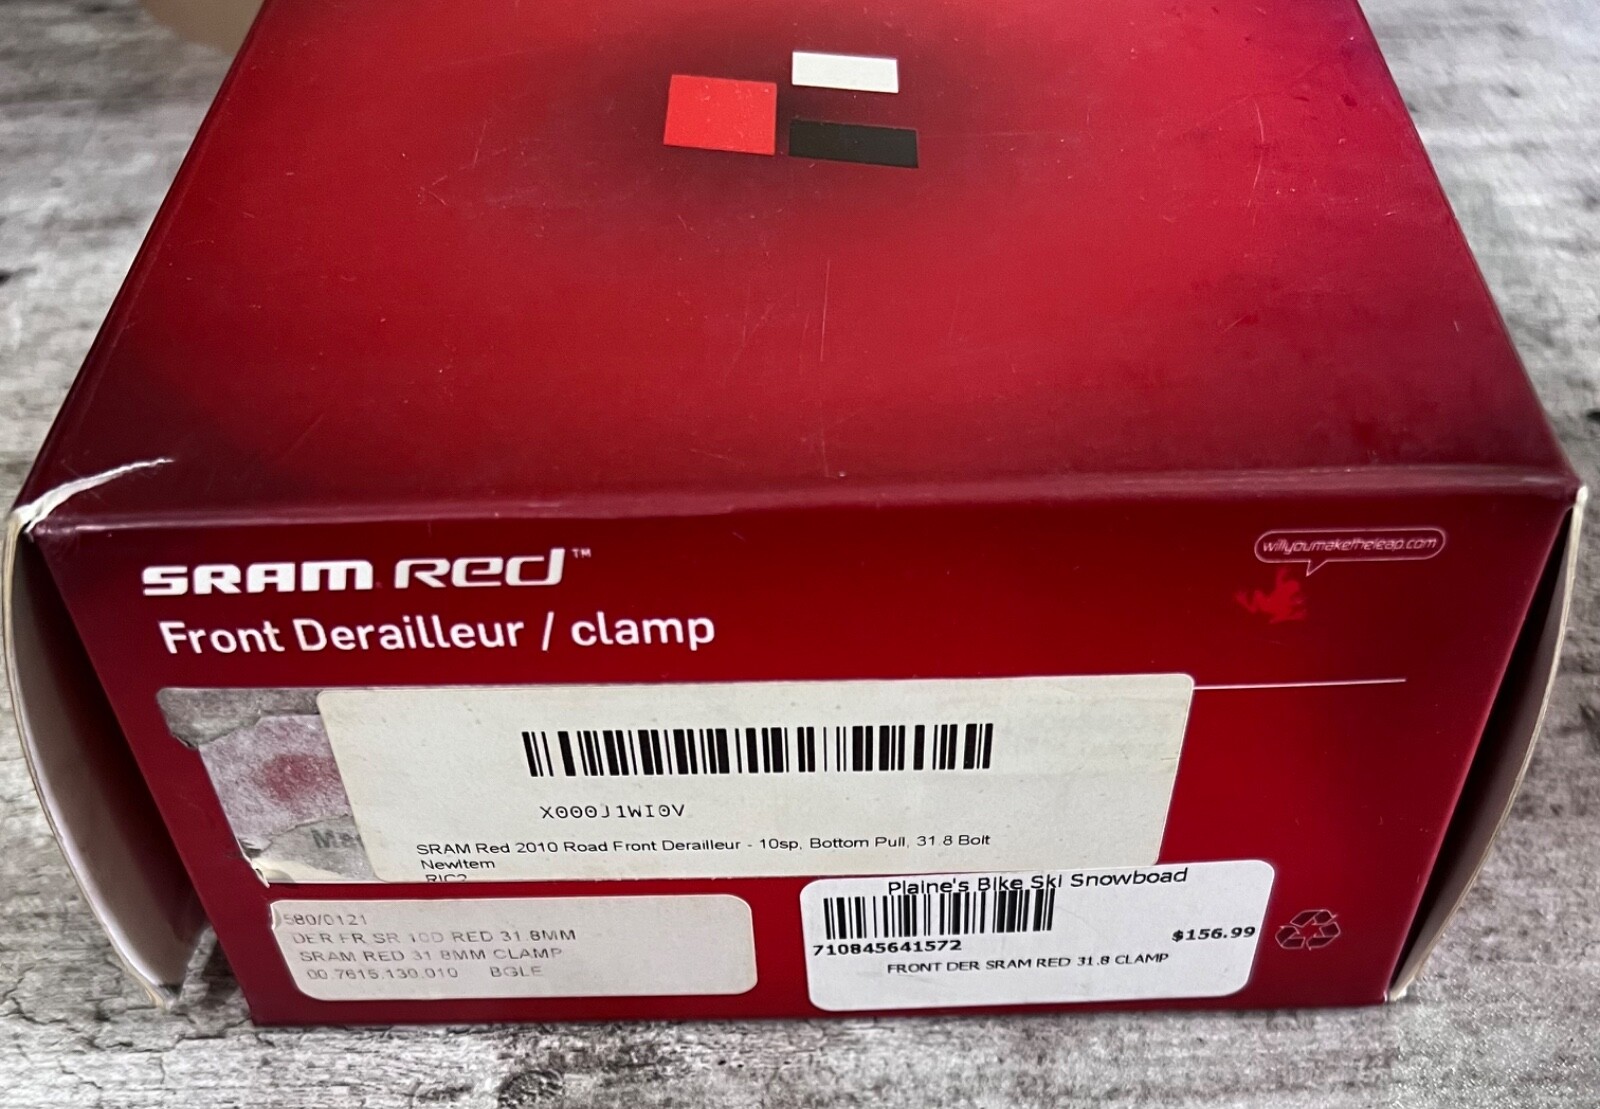 SRAM Red™
Front Derailleur / clamp
willyoumaketheleap.com
X000J1WI0V
SRAM Red 2010 Road Front Derailleur - 10sp, Bottom Pull, 31.8 Bolt
NewItem
580/0121
DER FR SR 10D RED 31.8MM
SRAM RED 31.8MM CLAMP
00.7615.130.010 BGLE
Plaine's Bike Ski Snowboad
710845641572
$156.99
FRONT DER SRAM RED 31.8 CLAMP